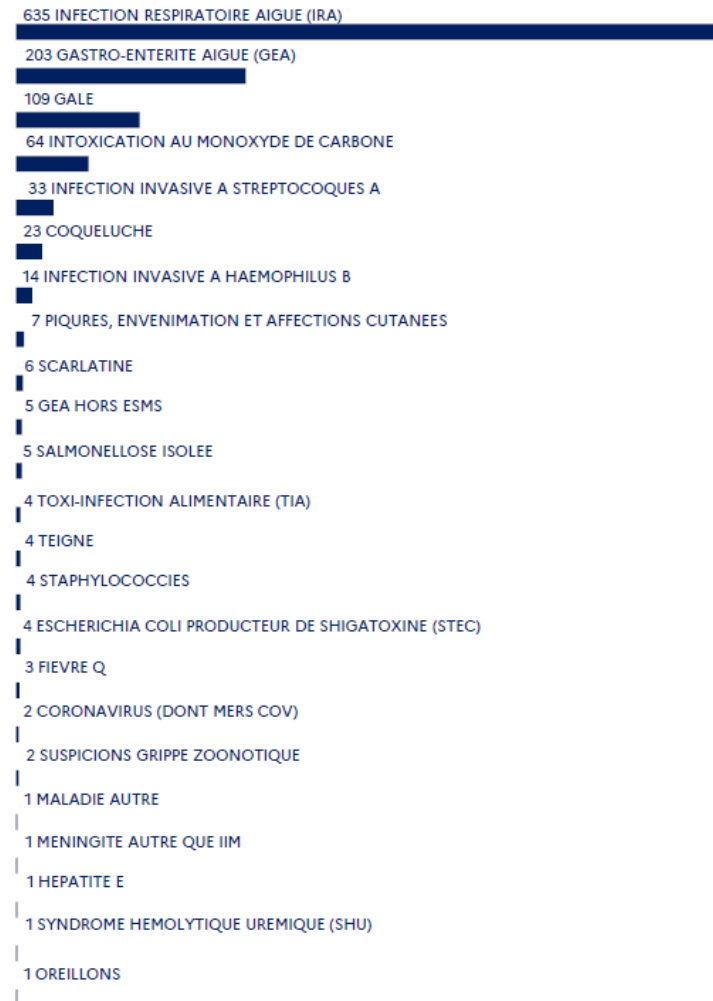 635 INFECTION RESPIRATOIRE AIGUE (IRA)
203 GASTRO-ENTERITE AIGUE (GEA)
109 GALE
64 INTOXICATION AU MONOXYDE DE CARBONE
33 INFECTION INVASIVE A STREPTOCOQUES A
23 COQUELUCHE
14 INFECTION INVASIVE A HAEMOPHILUS B
7 PIQURES, ENVENIMATION ET AFFECTIONS CUTANEES
6 SCARLATINE
5 GEA HORS ESMS
5 SALMONELLOSE ISOLEE
4 TOXI-INFECTION ALIMENTAIRE (TIA)
4 TEIGNE
4 STAPHYLOCOCCIES
4 ESCHERICHIA COLI PRODUCTEUR DE SHIGATOXINE (STEC)
3 FIEVRE Q
2 CORONAVIRUS (DONT MERS COV)
2 SUSPICIONS GRIPPE ZOONOTIQUE
1 MALADIE AUTRE
1 MENINGITE AUTRE QUE IIM
1 HEPATITE E
1 SYNDROME HEMOLYTIQUE UREMIQUE (SHU)
1 OREILLONS